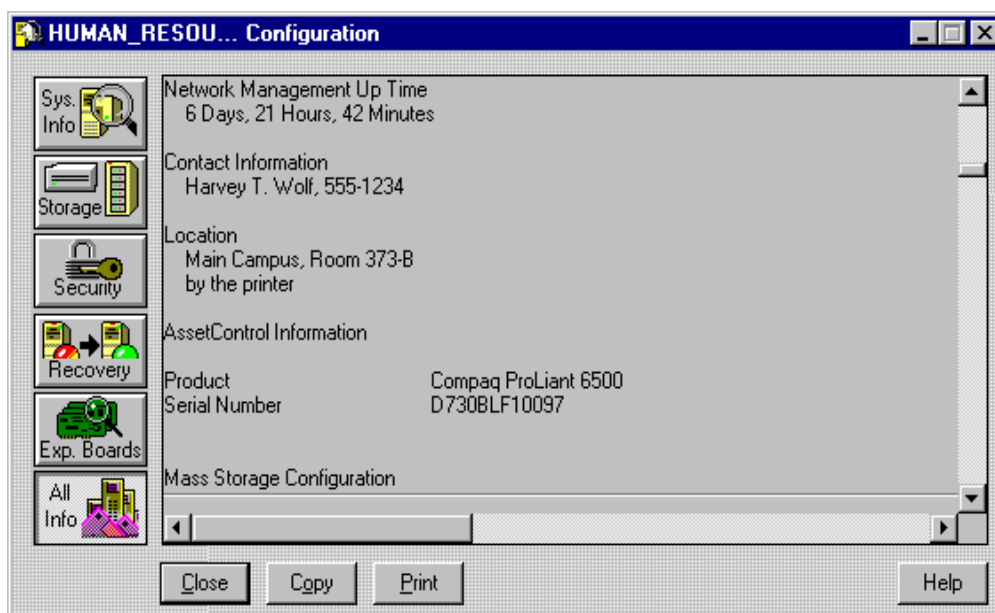 HUMAN_RESOU... Configuration
Sys.
Info
Storage
Security
Recovery
Exp. Boards
All
Info
Network Management Up Time
6 Days, 21 Hours, 42 Minutes
Contact Information
Harvey T. Wolf, 555-1234
Location
Main Campus, Room 373-B
by the printer
AssetControl Information
Product Compaq ProLiant 6500
Serial Number D730BLF10097
Mass Storage Configuration
Close Copy Print Help